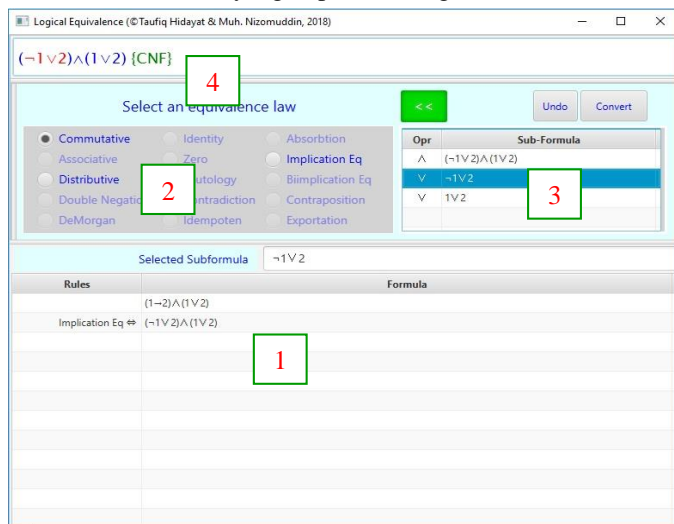 Logical Equivalence (©Taufiq Hidayat & Muh. Nizomuddin, 2018)
(¬1∨2)∧(1∨2) {CNF}
4
Select an equivalence law
<<
Undo
Convert
Commutative Identity Absorbtion
Associative Zero Implication Eq
Distributive utology Biimplication Eq
Double Negatio ntradiction Contraposition
DeMorgan Idempoten Exportation
2
Opr Sub-Formula
∧ (¬1∨2)∧(1∨2)
∨ ¬1∨2
∨ 1∨2
3
Selected Subformula ¬1∨2
Rules Formula
(1→2)∧(1∨2)
Implication Eq ⇔ (¬1∨2)∧(1∨2)
1